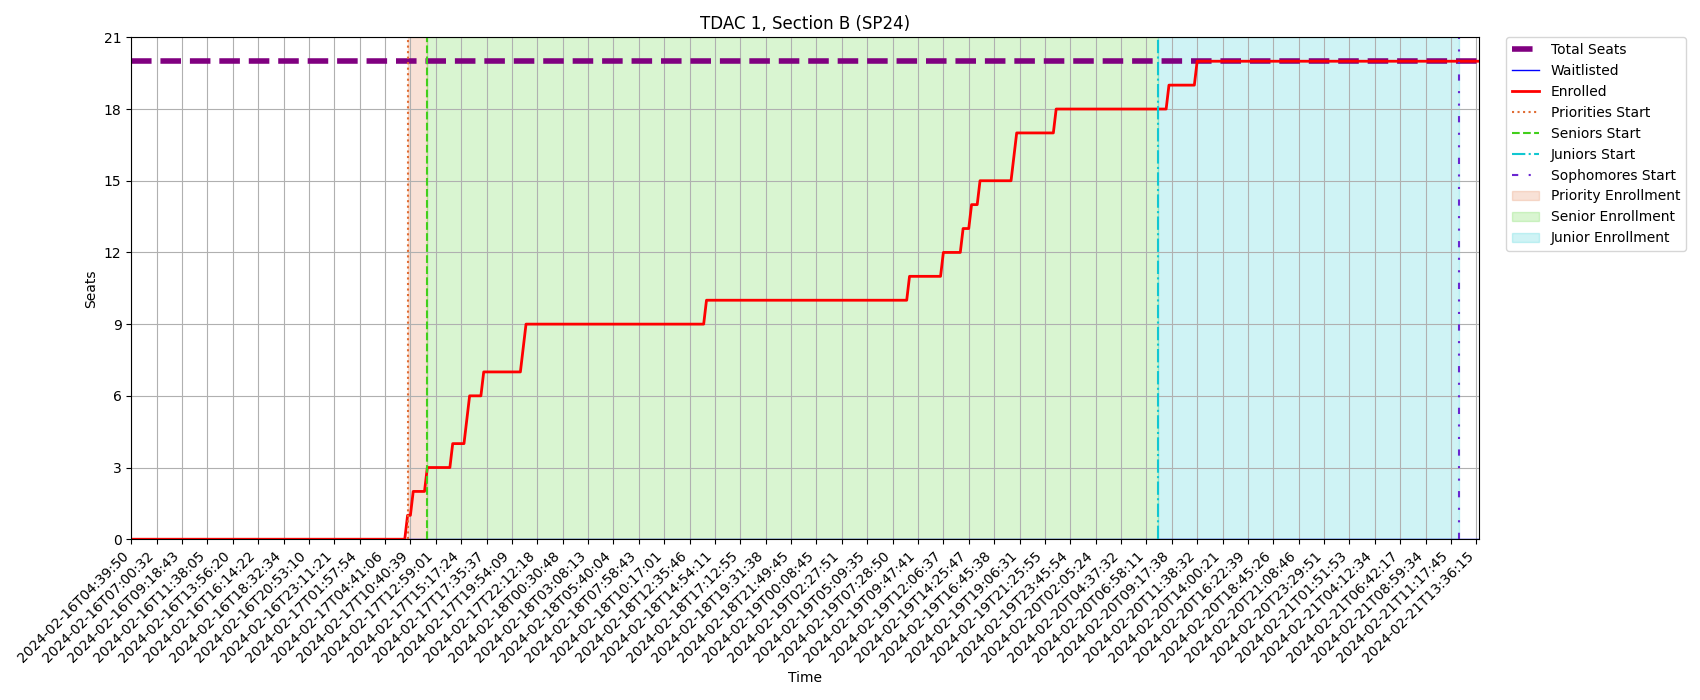 TDAC 1, Section B (SP24)
21
18
15
12
9
6
3
0
Seats
2024-02-16T04:39:50
2024-02-16T07:00:32
2024-02-16T09:18:43
2024-02-16T11:38:05
2024-02-16T13:56:20
2024-02-16T16:14:22
2024-02-16T18:32:34
2024-02-16T20:53:10
2024-02-16T23:11:21
2024-02-17T01:57:54
2024-02-17T04:41:06
2024-02-17T10:40:39
2024-02-17T12:59:01
2024-02-17T15:17:24
2024-02-17T17:35:37
2024-02-17T19:54:09
2024-02-17T22:12:18
2024-02-18T00:30:48
2024-02-18T03:08:13
2024-02-18T05:40:04
2024-02-18T07:58:43
2024-02-18T10:17:01
2024-02-18T12:35:46
2024-02-18T14:54:11
2024-02-18T17:12:55
2024-02-18T19:31:38
2024-02-18T21:49:45
2024-02-19T00:08:45
2024-02-19T02:27:51
2024-02-19T05:09:35
2024-02-19T07:28:50
2024-02-19T09:47:41
2024-02-19T12:06:37
2024-02-19T14:25:47
2024-02-19T16:45:38
2024-02-19T19:06:31
2024-02-19T21:25:55
2024-02-19T23:45:54
2024-02-20T02:05:24
2024-02-20T04:37:32
2024-02-20T06:58:11
2024-02-20T09:17:38
2024-02-20T11:38:32
2024-02-20T14:00:21
2024-02-20T16:22:39
2024-02-20T18:45:26
2024-02-20T21:08:46
2024-02-20T23:29:51
2024-02-21T01:51:53
2024-02-21T04:12:34
2024-02-21T06:42:17
2024-02-21T08:59:34
2024-02-21T11:17:45
2024-02-21T13:36:15
Time
Total Seats
Waitlisted
Enrolled
Priorities Start
Seniors Start
Juniors Start
Sophomores Start
Priority Enrollment
Senior Enrollment
Junior Enrollment